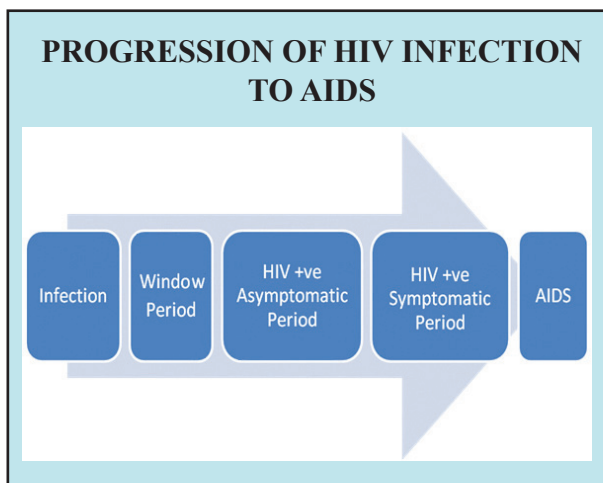 PROGRESSION OF HIV INFECTION
TO AIDS
Infection
Window
Period
HIV +ve
Asymptomatic
Period
HIV +ve
Symptomatic
Period
AIDS